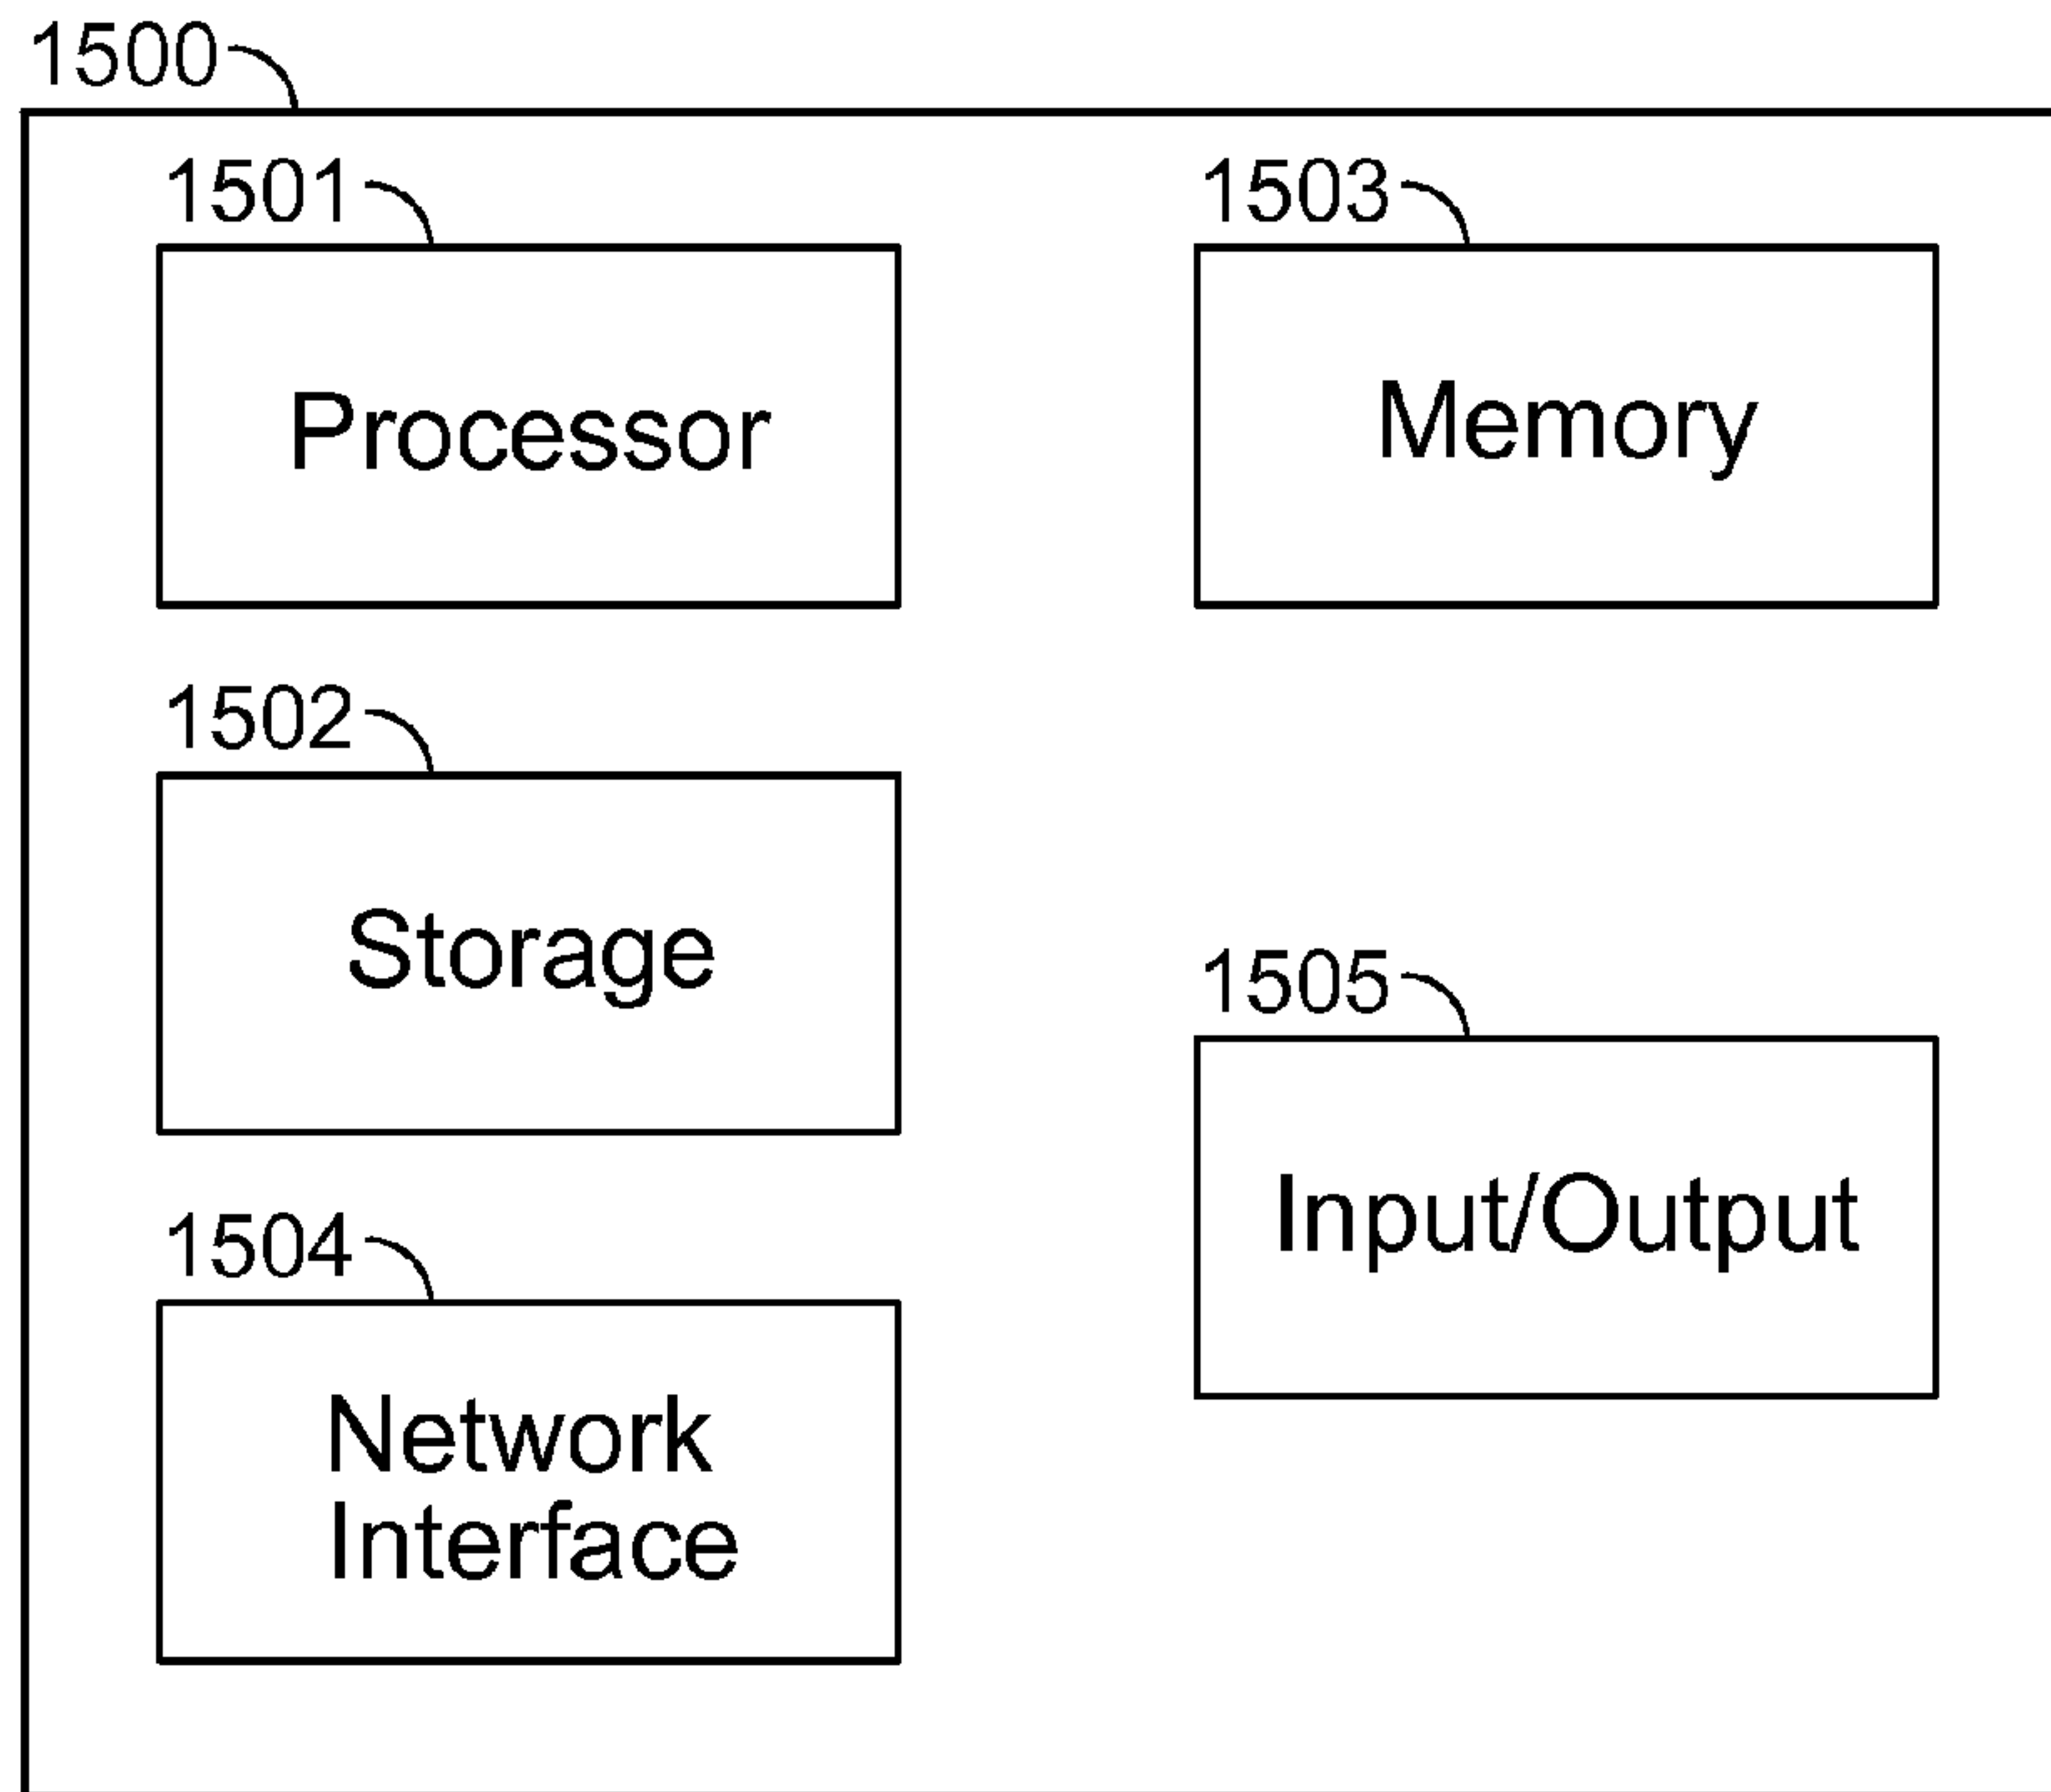 1500
1501
Processor
1503
Memory
1502
Storage
1505
Input/Output
1504
Network
Interface